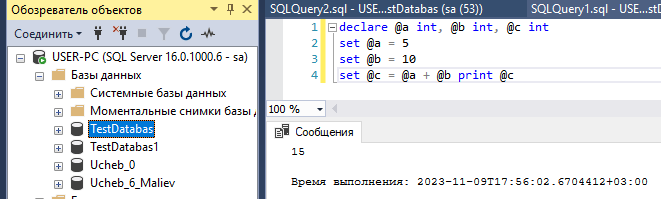 Обозреватель объектов
Соединить
USER-PC (SQL Server 16.0.1000.6 - sa)
Базы данных
Системные базы данных
Моментальные снимки базы д
TestDatabas
TestDatabas1
Ucheb_0
Ucheb_6_Maliev
SQLQuery2.sql - USE...stDatabas (sa (53))
SQLQuery1.sql - USE...st
1 declare @a int, @b int, @c int
2 set @a = 5
3 set @b = 10
4 set @c = @a + @b print @c
100 %
Сообщения
15
Время выполнения: 2023-11-09T17:56:02.6704412+03:00